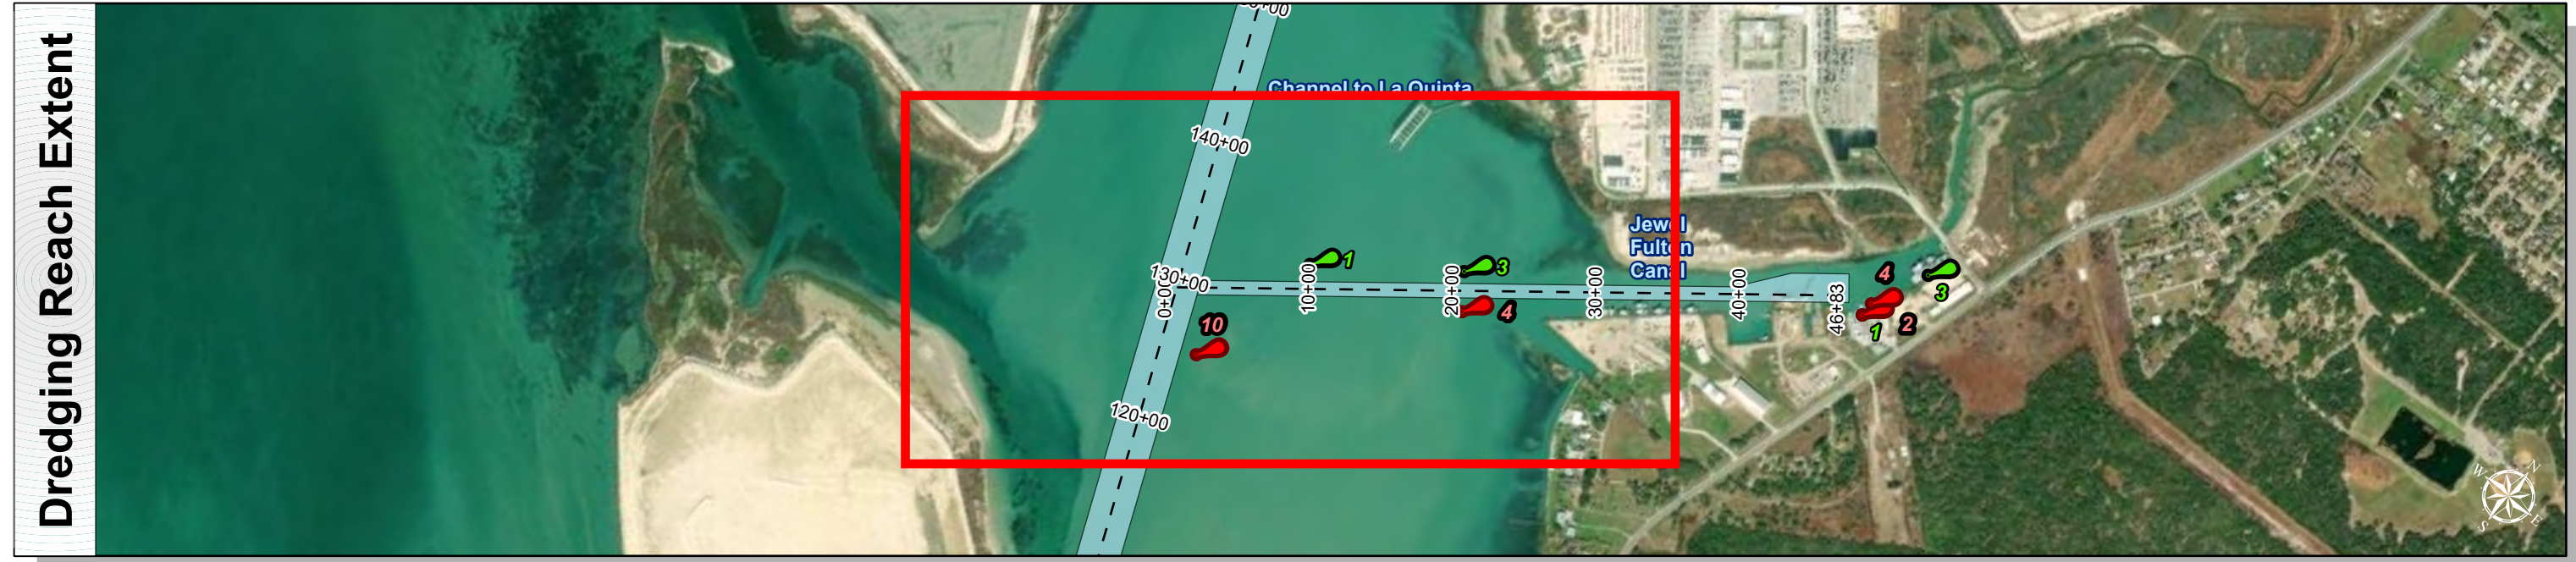 Dredging Reach Extent
Channel to La Quinta
140+00
130+00
120+00
0+00
10+00
20+00
30+00
40+00
46+83
Jewel
Fulton
Canal
1
3
4
10
4
3
1
2
N
E
S
W